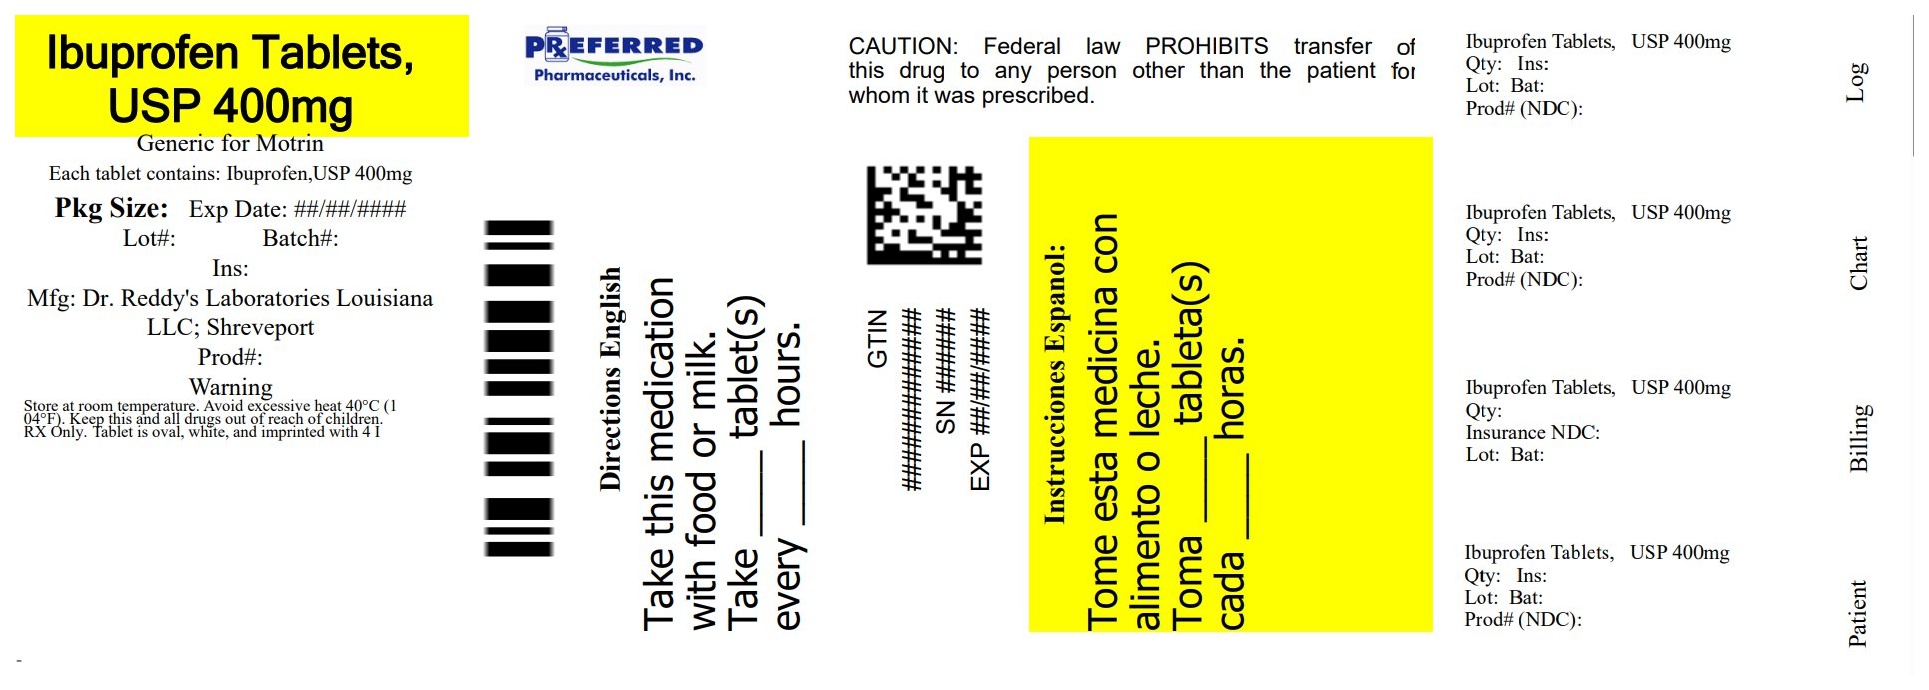 Ibuprofen Tablets,
USP 400mg
Generic for Motrin
Each tablet contains: Ibuprofen,USP 400mg
Pkg Size: Exp Date: ##/##/####
Lot#: Batch#:
Ins:
Mfg: Dr. Reddy's Laboratories Louisiana
LLC; Shreveport
Prod#:
Warning
Store at room temperature. Avoid excessive heat 40°C (1
04°F). Keep this and all drugs out of reach of children.
RX Only. Tablet is oval, white, and imprinted with 4 I
PREFERRED
Pharmaceuticals, Inc.
Directions English
Take this medication
with food or milk.
Take ____ tablet(s)
every ____ hours.
CAUTION: Federal law PROHIBITS transfer of
this drug to any person other than the patient for
whom it was prescribed.
GTIN
##############
SN ######
EXP ##/##/####
Instrucciones Espanol:
Tome esta medicina con
alimento o leche.
Toma ____ tableta(s)
cada ____ horas.
Ibuprofen Tablets, USP 400mg
Qty: Ins:
Lot: Bat:
Prod# (NDC):
Log
Ibuprofen Tablets, USP 400mg
Qty: Ins:
Lot: Bat:
Prod# (NDC):
Chart
Ibuprofen Tablets, USP 400mg
Qty:
Insurance NDC:
Lot: Bat:
Billing
Ibuprofen Tablets, USP 400mg
Qty: Ins:
Lot: Bat:
Prod# (NDC):
Patient